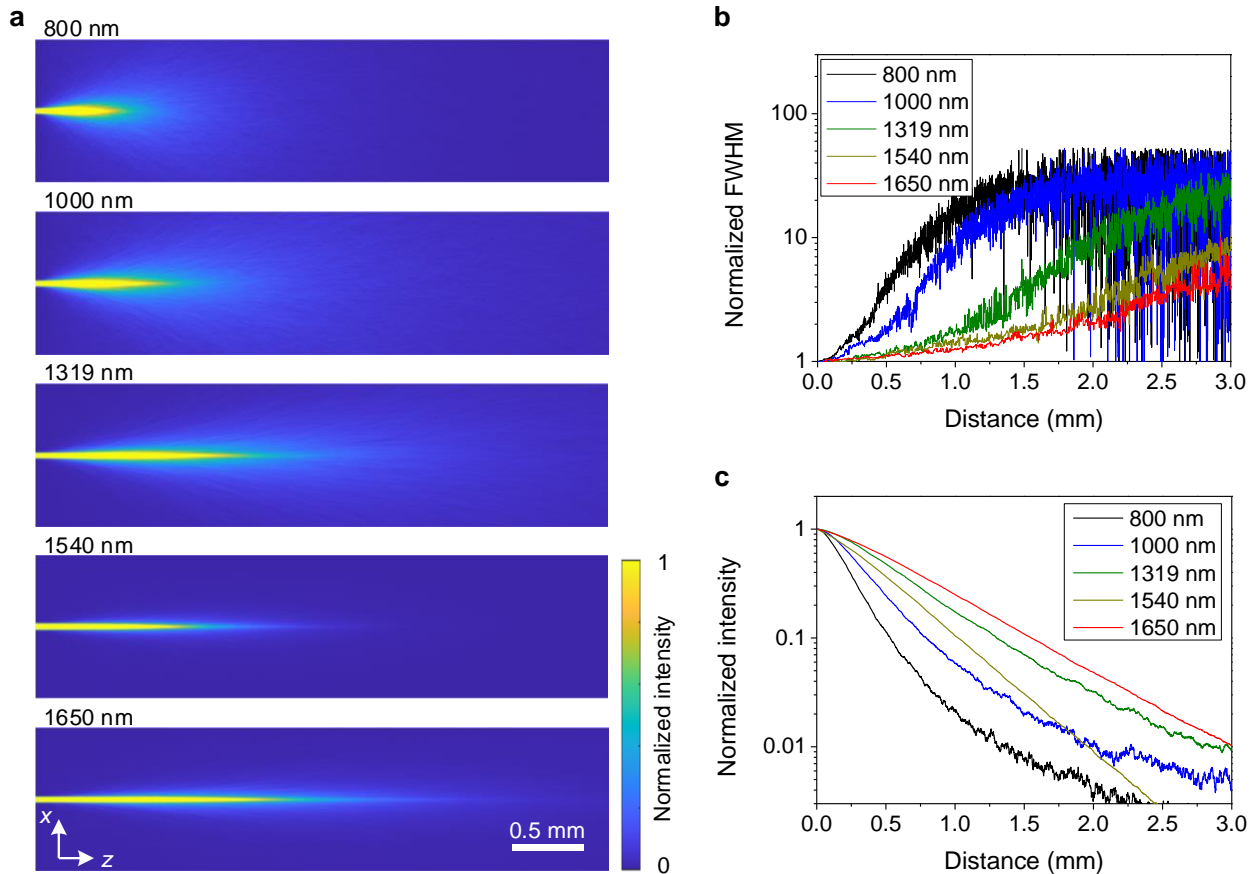 a
800 nm
1000 nm
1319 nm
1540 nm
1650 nm
x
z
0.5 mm
1
Normalized intensity
0
b
800 nm
1000 nm
1319 nm
1540 nm
1650 nm
100
10
1
Normalized FWHM
0.0 0.5 1.0 1.5 2.0 2.5 3.0
Distance (mm)
c
800 nm
1000 nm
1319 nm
1540 nm
1650 nm
1
0.1
0.01
Normalized intensity
0.0 0.5 1.0 1.5 2.0 2.5 3.0
Distance (mm)